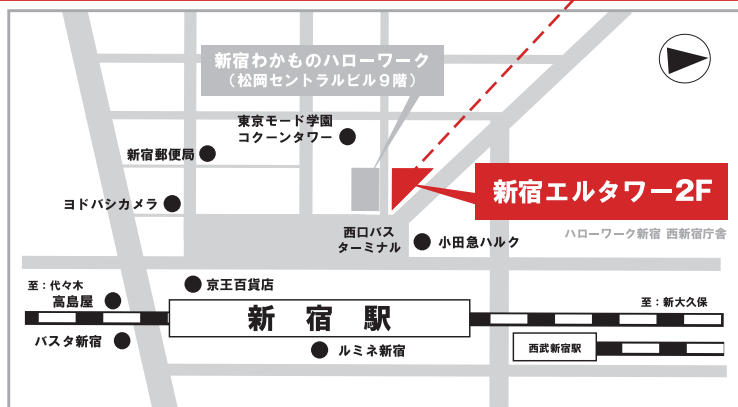 新宿わかものハローワーク
（松岡セントラルビル９階）
東京モード学園
コクーンタワー
新宿郵便局
ヨドバシカメラ
新宿エルタワー2F
ハローワーク新宿 西新宿庁舎
西口バス
ターミナル
小田急ハルク
至：代々木
高島屋
京王百貨店
至：新大久保
新宿駅
バスタ新宿
ルミネ新宿
西武新宿駅